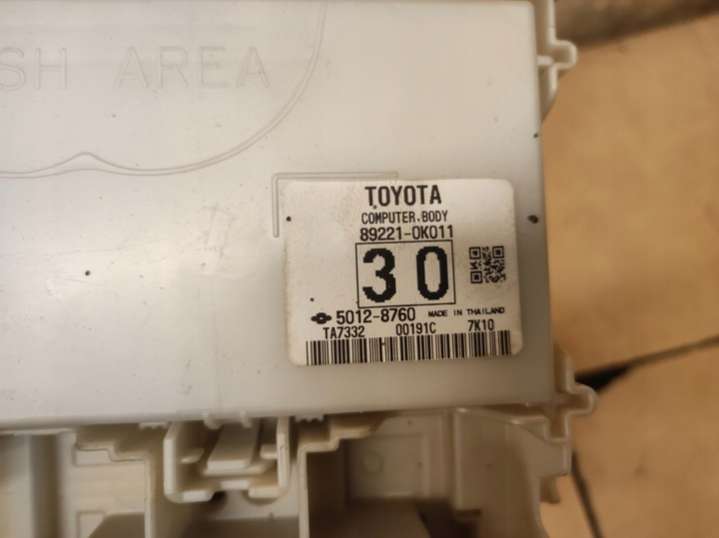 SH AREA
TOYOTA
COMPUTER.BODY
89221-0K011
30
5012-8760 MADE IN THAILAND
TA7332 00191C 7K10